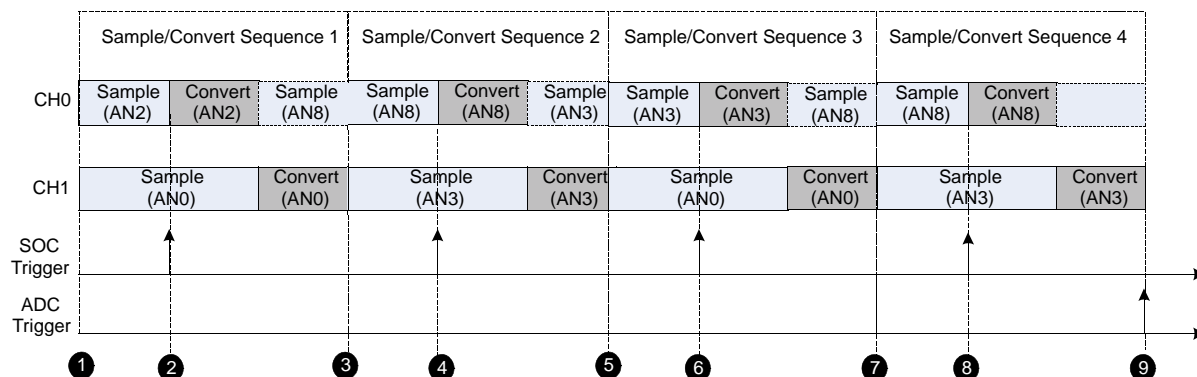 Sample/Convert Sequence 1 Sample/Convert Sequence 2 Sample/Convert Sequence 3 Sample/Convert Sequence 4
CH0
Sample Convert Sample Sample Convert Sample Sample Convert Sample Sample Convert
(AN2) (AN2) (AN8) (AN8) (AN8) (AN3) (AN3) (AN3) (AN8) (AN8) (AN8)
CH1
Sample Convert Sample Convert Sample Convert Sample Convert
(AN0) (AN0) (AN3) (AN3) (AN0) (AN0) (AN3) (AN3)
SOC
Trigger
ADC
Trigger
1 2 3 4 5 6 7 8 9